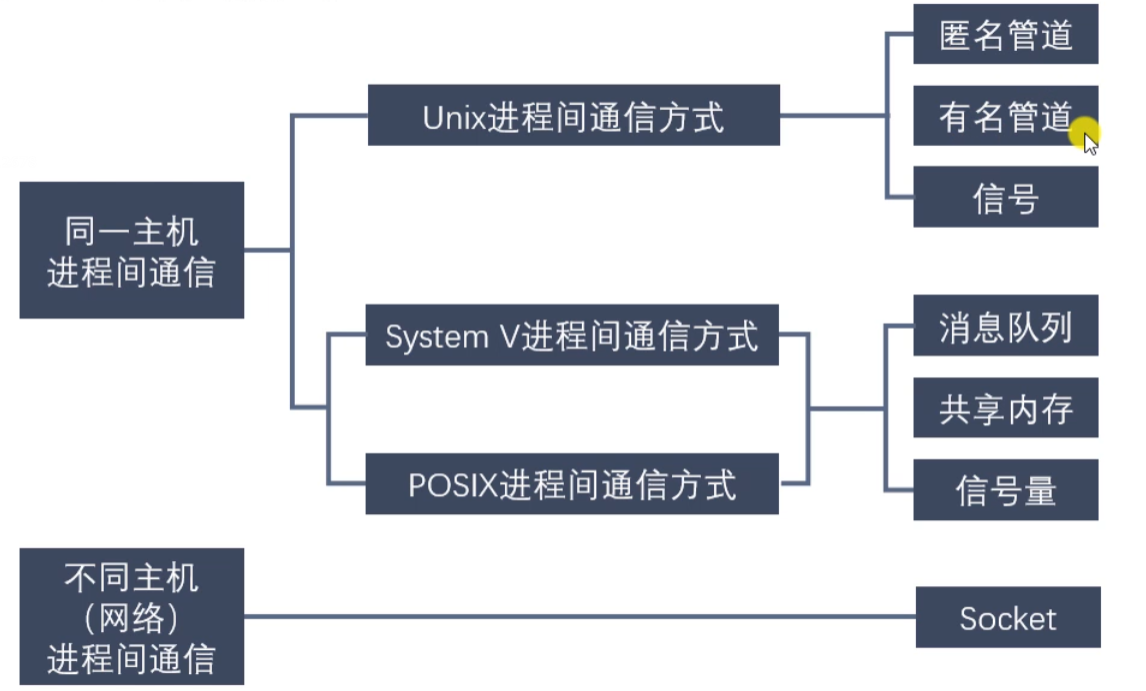 匿名管道
Unix进程间通信方式
有名管道
信号
同一主机
进程间通信
System V进程间通信方式
消息队列
共享内存
POSIX进程间通信方式
信号量
不同主机
（网络）
进程间通信
Socket